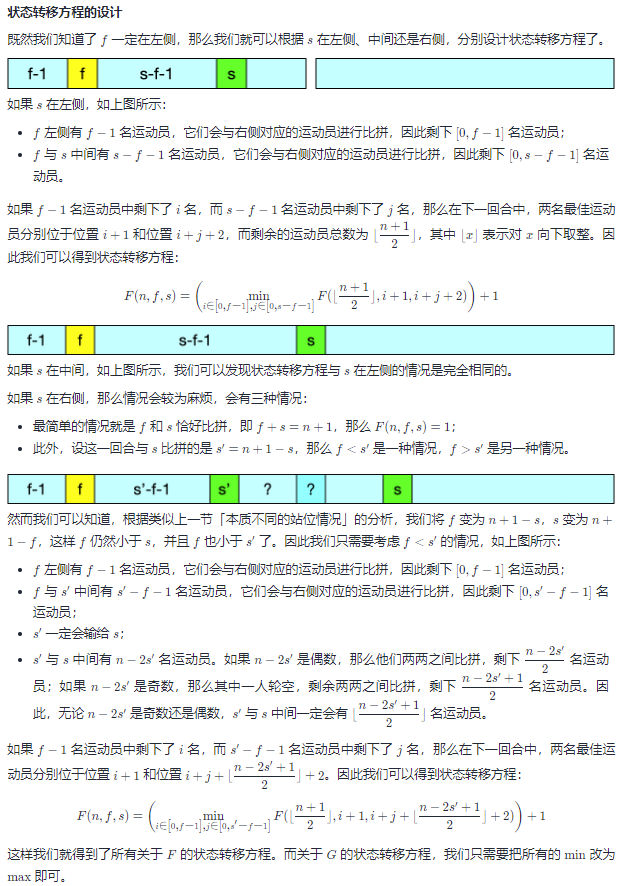 状态转移方程的设计
既然我们知道了 f 一定在左侧，那么我们就可以根据 s 在左侧、中间还是右侧，分别设计状态转移方程了。
f-1 f s-f-1 s
如果 s 在左侧，如上图所示：
• f 左侧有 f − 1 名运动员，它们会与右侧对应的运动员进行比拼，因此剩下 [0, f − 1] 名运动员；
• f 与 s 中间有 s − f − 1 名运动员，它们会与右侧对应的运动员进行比拼，因此剩下 [0, s − f − 1] 名运
动员。
如果 f − 1 名运动员中剩下了 i 名，而 s − f − 1 名运动员中剩下了 j 名，那么在下一回合中，两名最佳运动
员分别位于位置 i + 1 和位置 i + j + 2，而剩余的运动员总数为 ⌊(n + 1)/2⌋，其中 ⌊x⌋ 表示对 x 向下取整。因
此我们可以得到状态转移方程：
F(n, f, s) = ( min_{i∈[0,f−1],j∈[0,s−f−1]} F(⌊(n + 1)/2⌋, i + 1, i + j + 2) ) + 1
f-1 f s-f-1 s
如果 s 在中间，如上图所示，我们可以发现状态转移方程与 s 在左侧的情况是完全相同的。
如果 s 在右侧，那么情况会较为麻烦，会有三种情况：
• 最简单的情况就是 f 和 s 恰好比拼，即 f + s = n + 1，那么 F(n, f, s) = 1；
• 此外，设这一回合与 s 比拼的是 s′ = n + 1 − s，那么 f < s′ 是一种情况，f > s′ 是另一种情况。
f-1 f s'-f-1 s' ? ? s
然而我们可以知道，根据类似上一节「本质不同的站位情况」的分析，我们将 f 变为 n + 1 − s，s 变为 n +
1 − f，这样 f 仍然小于 s，并且 f 也小于 s′ 了。因此我们只需要考虑 f < s′ 的情况，如上图所示：
• f 左侧有 f − 1 名运动员，它们会与右侧对应的运动员进行比拼，因此剩下 [0, f − 1] 名运动员；
• f 与 s′ 中间有 s′ − f − 1 名运动员，它们会与右侧对应的运动员进行比拼，因此剩下 [0, s′ − f − 1] 名
运动员；
• s′ 一定会输给 s；
• s′ 与 s 中间有 n − 2s′ 名运动员。如果 n − 2s′ 是偶数，那么他们两两之间比拼，剩下 (n − 2s′)/2 名运动
员；如果 n − 2s′ 是奇数，那么其中一人轮空，剩余两两之间比拼，剩下 (n − 2s′ + 1)/2 名运动员。因
此，无论 n − 2s′ 是奇数还是偶数，s′ 与 s 中间一定会有 ⌊(n − 2s′ + 1)/2⌋ 名运动员。
如果 f − 1 名运动员中剩下了 i 名，而 s′ − f − 1 名运动员中剩下了 j 名，那么在下一回合中，两名最佳运
动员分别位于位置 i + 1 和位置 i + j + ⌊(n − 2s′ + 1)/2⌋ + 2。因此我们可以得到状态转移方程：
F(n, f, s) = ( min_{i∈[0,f−1],j∈[0,s′−f−1]} F(⌊(n + 1)/2⌋, i + 1, i + j + ⌊(n − 2s′ + 1)/2⌋ + 2) ) + 1
这样我们就得到了所有关于 F 的状态转移方程。而关于 G 的状态转移方程，我们只需要把所有的 min 改为
max 即可。